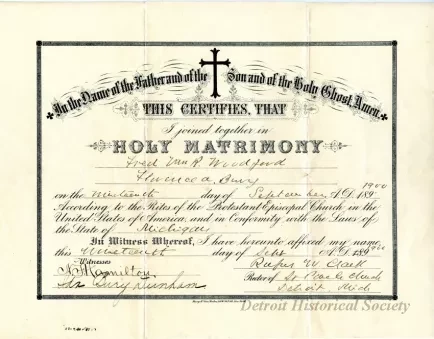 In the Name of the Father and of the Son and of the Holy Ghost, Amen.
THIS CERTIFIES, THAT
I joined together in
HOLY MATRIMONY
Fred Van R. Woodford
Florence A.
on the nineteenth day of September A.D. 189 1900
According to the Rites of the Protestant Episcopal Church in the
United States of America; and in Conformity with the Laws of
the State of Michigan
In Witness Whereof, I have hereunto affixed my name
this Nineteenth day of Sept A.D. 189
Witnesses
Hamilton
Rufus W. Clark
Rector of St Paul's Church
Detroit, Mich
Detroit Historical Society